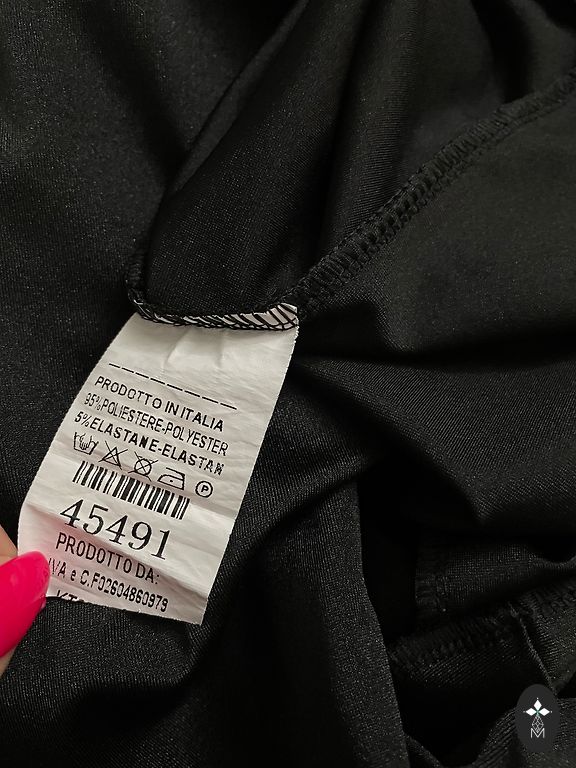 PRODOTTO IN ITALIA
95%POLIESTERE-POLYESTER
5%ELASTANE-ELASTAN
P
45491
PRODOTTO DA:
IVA e C.F02604860979
M